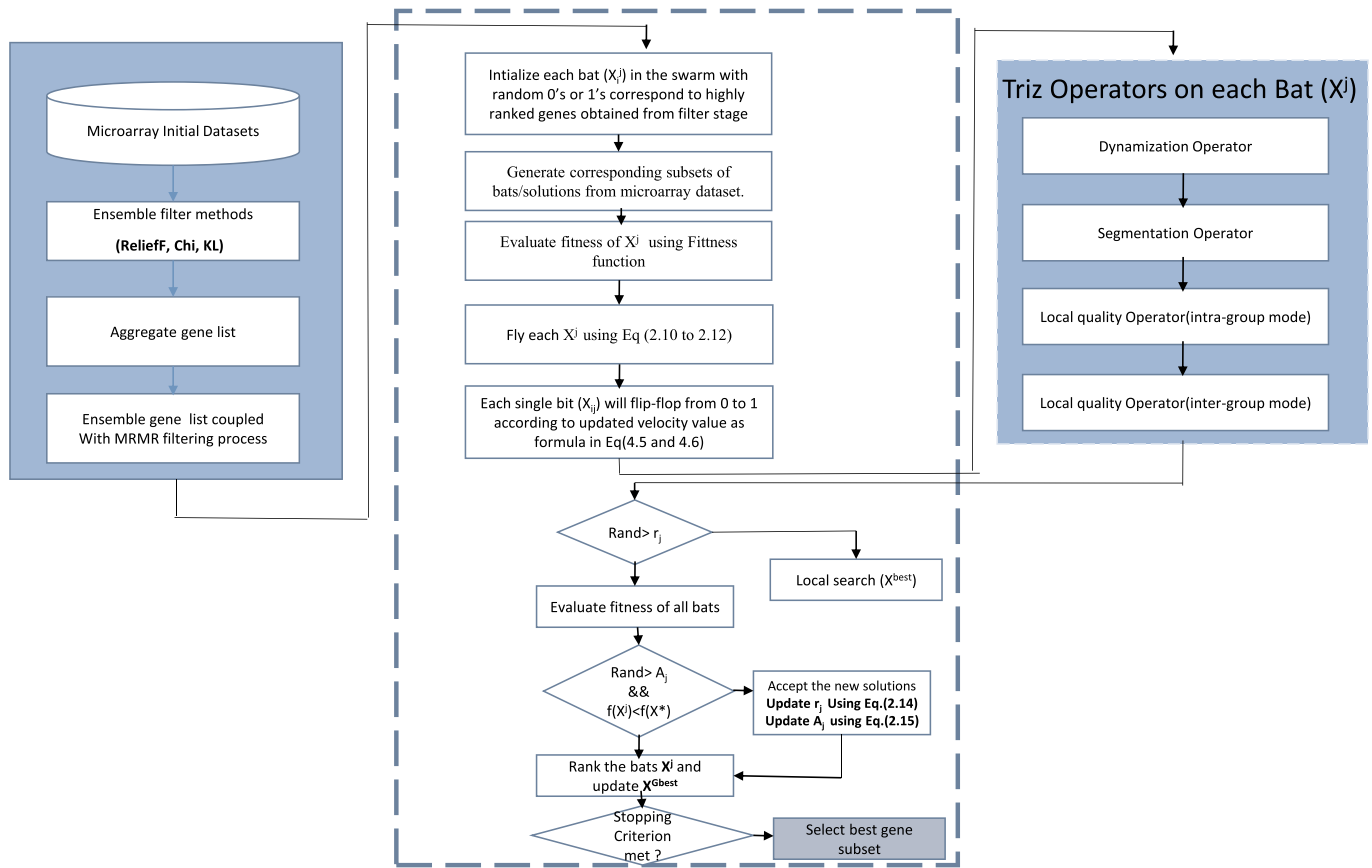 Microarray Initial Datasets
Ensemble filter methods
(ReliefF, Chi, KL)
Aggregate gene list
Ensemble gene list coupled
With MRMR filtering process
Intialize each bat (Xᵢʲ) in the swarm with
random 0's or 1's correspond to highly
ranked genes obtained from filter stage
Generate corresponding subsets of
bats/solutions from microarray dataset.
Evaluate fitness of Xʲ using Fittness
function
Fly each Xʲ using Eq (2.10 to 2.12)
Each single bit (Xᵢⱼ) will flip-flop from 0 to 1
according to updated velocity value as
formula in Eq(4.5 and 4.6)
Triz Operators on each Bat (Xʲ)
Dynamization Operator
Segmentation Operator
Local quality Operator(intra-group mode)
Local quality Operator(inter-group mode)
Rand> rⱼ
Local search (Xᵇᵉˢᵗ)
Evaluate fitness of all bats
Rand> Aⱼ
&&
f(Xʲ)<f(X*)
Accept the new solutions
Update rⱼ Using Eq.(2.14)
Update Aⱼ using Eq.(2.15)
Rank the bats Xʲ and
update Xᴳᵇᵉˢᵗ
Stopping
Criterion
met ?
Select best gene
subset